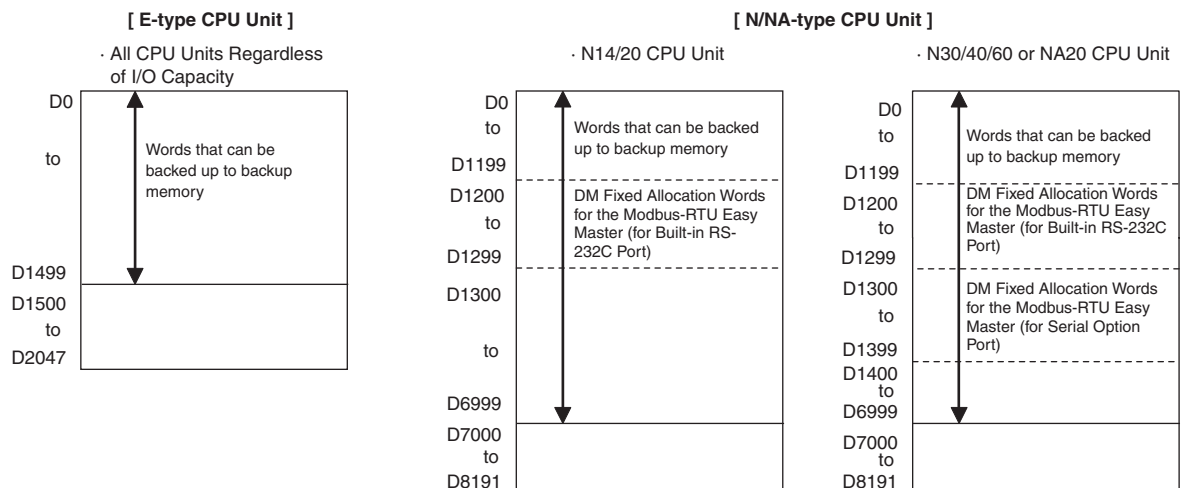 [ E-type CPU Unit ]
· All CPU Units Regardless
of I/O Capacity
D0
to
D1499
D1500
to
D2047
Words that can be
backed up to backup
memory
[ N/NA-type CPU Unit ]
· N14/20 CPU Unit
D0
to
D1199
D1200
to
D1299
D1300
to
D6999
D7000
to
D8191
Words that can be backed
up to backup memory
DM Fixed Allocation Words
for the Modbus-RTU Easy
Master (for Built-in RS-
232C Port)
· N30/40/60 or NA20 CPU Unit
D0
to
D1199
D1200
to
D1299
D1300
to
D1399
D1400
to
D6999
D7000
to
D8191
Words that can be backed
up to backup memory
DM Fixed Allocation Words
for the Modbus-RTU Easy
Master (for Built-in RS-232C
Port)
DM Fixed Allocation Words
for the Modbus-RTU Easy
Master (for Serial Option
Port)